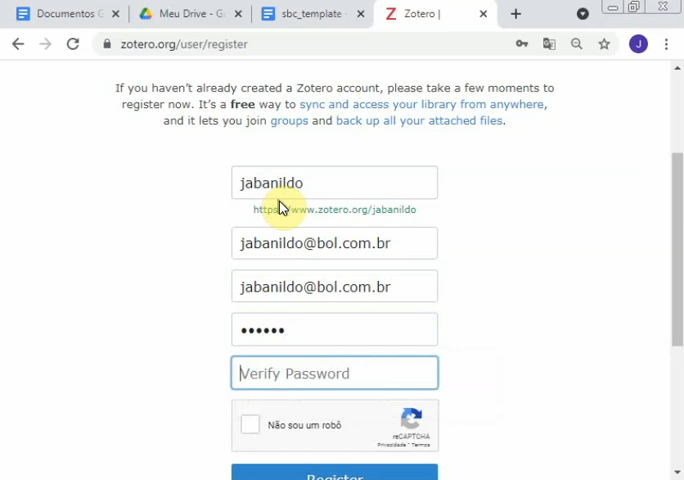 Documentos G
Meu Drive - G
sbc_template -
Zotero |
zotero.org/user/register
J
If you haven't already created a Zotero account, please take a few moments to
register now. It's a free way to sync and access your library from anywhere,
and it lets you join groups and back up all your attached files.
jabanildo
https://www.zotero.org/jabanildo
jabanildo@bol.com.br
jabanildo@bol.com.br
••••••
Verify Password
Não sou um robô
reCAPTCHA
Privacidade - Termos
Register